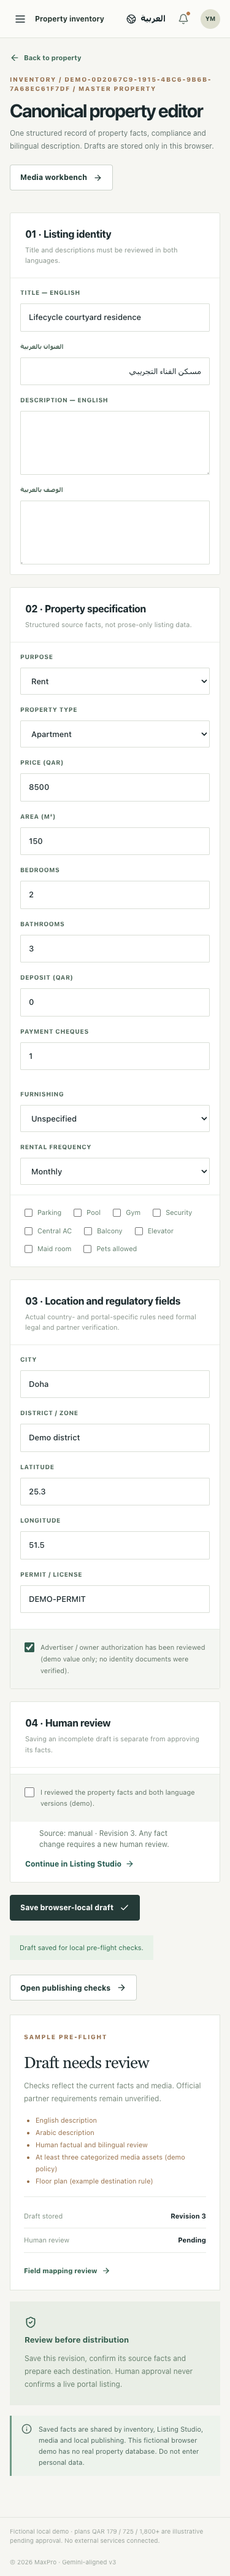 Property inventory
العربية
YM
Back to property
INVENTORY / DEMO-0D2067C9-1915-4BC6-9B6B-
7A6BEC61F7DF / MASTER PROPERTY
Canonical property editor
One structured record of property facts, compliance and
bilingual description. Drafts are stored only in this browser.
Media workbench
01 · Listing identity
Title and descriptions must be reviewed in both
languages.
TITLE — ENGLISH
Lifecycle courtyard residence
العنوان بالعربية
مسكن الفناء التجريبي
DESCRIPTION — ENGLISH
الوصف بالعربية
02 · Property specification
Structured source facts, not prose-only listing data.
PURPOSE
Rent
PROPERTY TYPE
Apartment
PRICE (QAR)
8500
AREA (M²)
150
BEDROOMS
2
BATHROOMS
3
DEPOSIT (QAR)
0
PAYMENT CHEQUES
1
FURNISHING
Unspecified
RENTAL FREQUENCY
Monthly
Parking Pool Gym Security
Central AC Balcony Elevator
Maid room Pets allowed
03 · Location and regulatory fields
Actual country- and portal-specific rules need formal
legal and partner verification.
CITY
Doha
DISTRICT / ZONE
Demo district
LATITUDE
25.3
LONGITUDE
51.5
PERMIT / LICENSE
DEMO-PERMIT
Advertiser / owner authorization has been reviewed
(demo value only; no identity documents were
verified).
04 · Human review
Saving an incomplete draft is separate from approving
its facts.
I reviewed the property facts and both language
versions (demo).
Source: manual · Revision 3. Any fact
change requires a new human review.
Continue in Listing Studio
Save browser-local draft
Draft saved for local pre-flight checks.
Open publishing checks
SAMPLE PRE-FLIGHT
Draft needs review
Checks reflect the current facts and media. Official
partner requirements remain unverified.
English description
Arabic description
Human factual and bilingual review
At least three categorized media assets (demo
policy)
Floor plan (example destination rule)
Draft stored Revision 3
Human review Pending
Field mapping review
Review before distribution
Save this revision, confirm its source facts and
prepare each destination. Human approval never
confirms a live portal listing.
Saved facts are shared by inventory, Listing Studio,
media and local publishing. This fictional browser
demo has no real property database. Do not enter
personal data.
Fictional local demo · plans QAR 179 / 725 / 1,800+ are illustrative
pending approval. No external services connected.
© 2026 MaxPro · Gemini-aligned v3